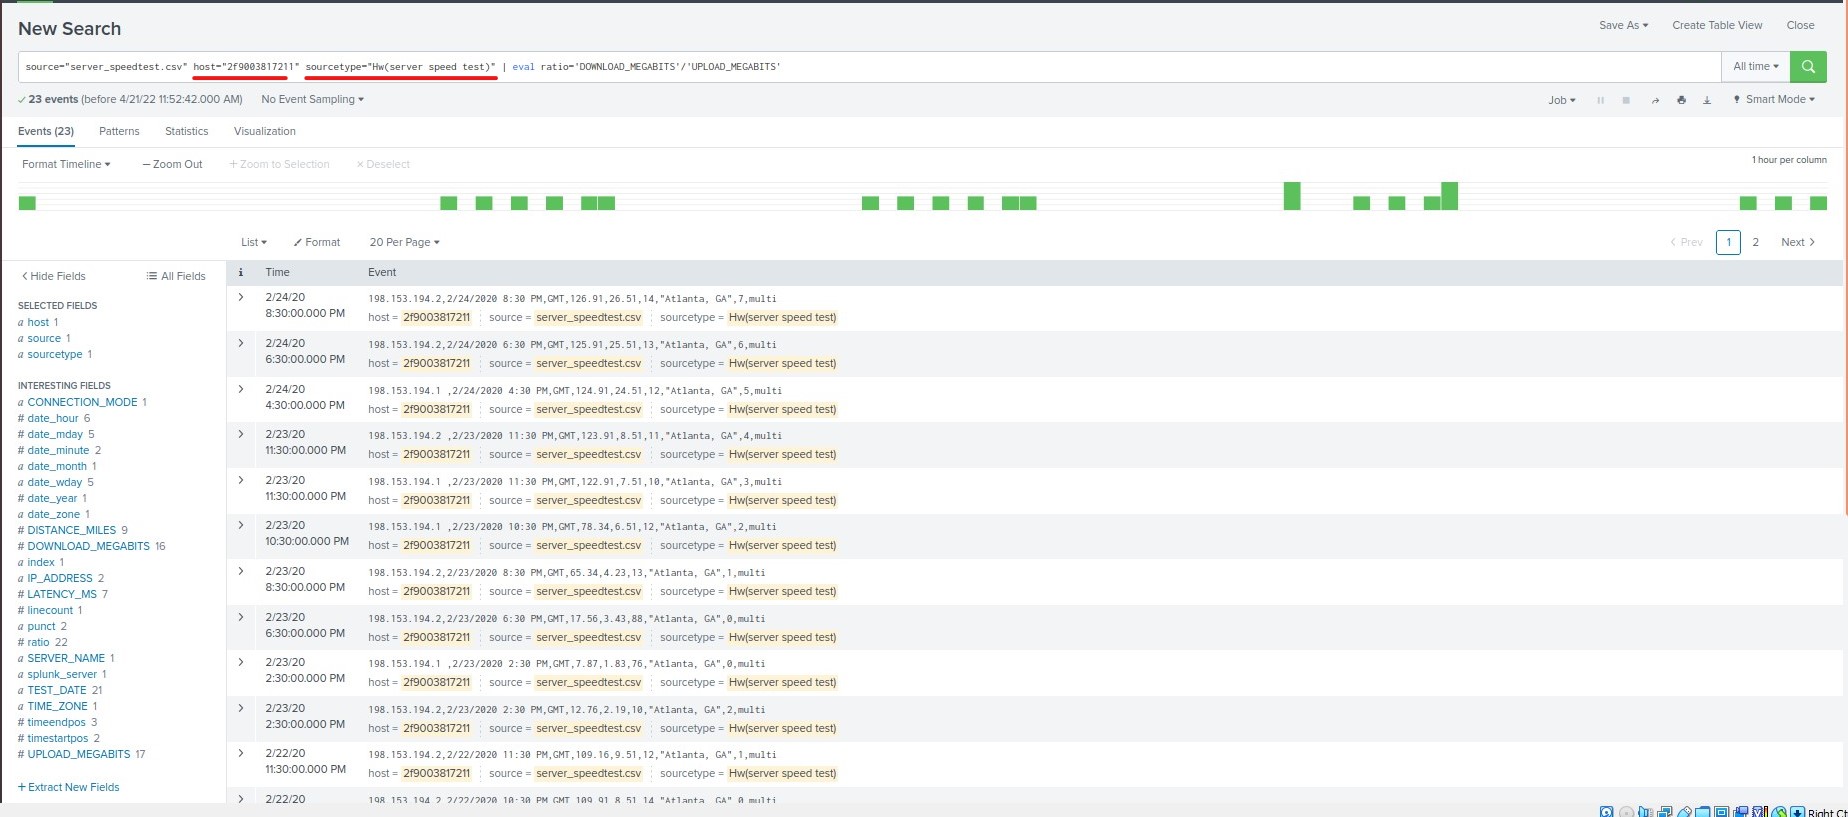 New Search
Save As Create Table View Close
source="server_speedtest.csv" host="2f9003817211" sourcetype="Hw(server speed test)" | eval ratio='DOWNLOAD_MEGABITS'/'UPLOAD_MEGABITS'
All time
23 events (before 4/21/22 11:52:42.000 AM) No Event Sampling
Job Smart Mode
Events (23) Patterns Statistics Visualization
Format Timeline — Zoom Out + Zoom to Selection × Deselect
1 hour per column
List Format 20 Per Page
< Prev 1 2 Next >
< Hide Fields All Fields
SELECTED FIELDS
a host 1
a source 1
a sourcetype 1
INTERESTING FIELDS
a CONNECTION_MODE 1
# date_hour 6
# date_mday 5
# date_minute 2
a date_month 1
a date_wday 5
# date_year 1
a date_zone 1
# DISTANCE_MILES 9
# DOWNLOAD_MEGABITS 16
a index 1
a IP_ADDRESS 2
# LATENCY_MS 7
# linecount 1
a punct 2
# ratio 22
a SERVER_NAME 1
a splunk_server 1
a TEST_DATE 21
a TIME_ZONE 1
# timeendpos 3
# timestartpos 2
# UPLOAD_MEGABITS 17
+ Extract New Fields
i Time Event
2/24/20
8:30:00.000 PM
198.153.194.2,2/24/2020 8:30 PM,GMT,126.91,26.51,14,"Atlanta, GA",7,multi
host = 2f9003817211 source = server_speedtest.csv sourcetype = Hw(server speed test)
2/24/20
6:30:00.000 PM
198.153.194.2,2/24/2020 6:30 PM,GMT,125.91,25.51,13,"Atlanta, GA",6,multi
host = 2f9003817211 source = server_speedtest.csv sourcetype = Hw(server speed test)
2/24/20
4:30:00.000 PM
198.153.194.1 ,2/24/2020 4:30 PM,GMT,124.91,24.51,12,"Atlanta, GA",5,multi
host = 2f9003817211 source = server_speedtest.csv sourcetype = Hw(server speed test)
2/23/20
11:30:00.000 PM
198.153.194.2 ,2/23/2020 11:30 PM,GMT,123.91,8.51,11,"Atlanta, GA",4,multi
host = 2f9003817211 source = server_speedtest.csv sourcetype = Hw(server speed test)
2/23/20
11:30:00.000 PM
198.153.194.1 ,2/23/2020 11:30 PM,GMT,122.91,7.51,10,"Atlanta, GA",3,multi
host = 2f9003817211 source = server_speedtest.csv sourcetype = Hw(server speed test)
2/23/20
10:30:00.000 PM
198.153.194.1 ,2/23/2020 10:30 PM,GMT,78.34,6.51,12,"Atlanta, GA",2,multi
host = 2f9003817211 source = server_speedtest.csv sourcetype = Hw(server speed test)
2/23/20
8:30:00.000 PM
198.153.194.2,2/23/2020 8:30 PM,GMT,65.34,4.23,13,"Atlanta, GA",1,multi
host = 2f9003817211 source = server_speedtest.csv sourcetype = Hw(server speed test)
2/23/20
6:30:00.000 PM
198.153.194.2,2/23/2020 6:30 PM,GMT,17.56,3.43,88,"Atlanta, GA",0,multi
host = 2f9003817211 source = server_speedtest.csv sourcetype = Hw(server speed test)
2/23/20
2:30:00.000 PM
198.153.194.1 ,2/23/2020 2:30 PM,GMT,7.87,1.83,76,"Atlanta, GA",0,multi
host = 2f9003817211 source = server_speedtest.csv sourcetype = Hw(server speed test)
2/23/20
2:30:00.000 PM
198.153.194.2,2/23/2020 2:30 PM,GMT,12.76,2.19,10,"Atlanta, GA",2,multi
host = 2f9003817211 source = server_speedtest.csv sourcetype = Hw(server speed test)
2/22/20
11:30:00.000 PM
198.153.194.2,2/22/2020 11:30 PM,GMT,109.16,9.51,12,"Atlanta, GA",1,multi
host = 2f9003817211 source = server_speedtest.csv sourcetype = Hw(server speed test)
2/22/20
198.153.194.2,2/22/2020 10:30 PM,GMT,109.91,8.51,14,"Atlanta, GA",0,multi
Right Ct